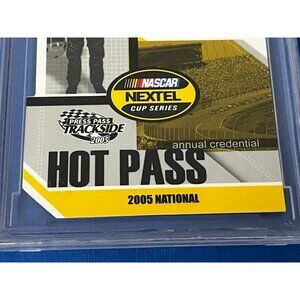 NASCAR
NEXTEL
CUP SERIES
PRESS PASS
TRACKSIDE
2005
annual credential
HOT PASS
2005 NATIONAL